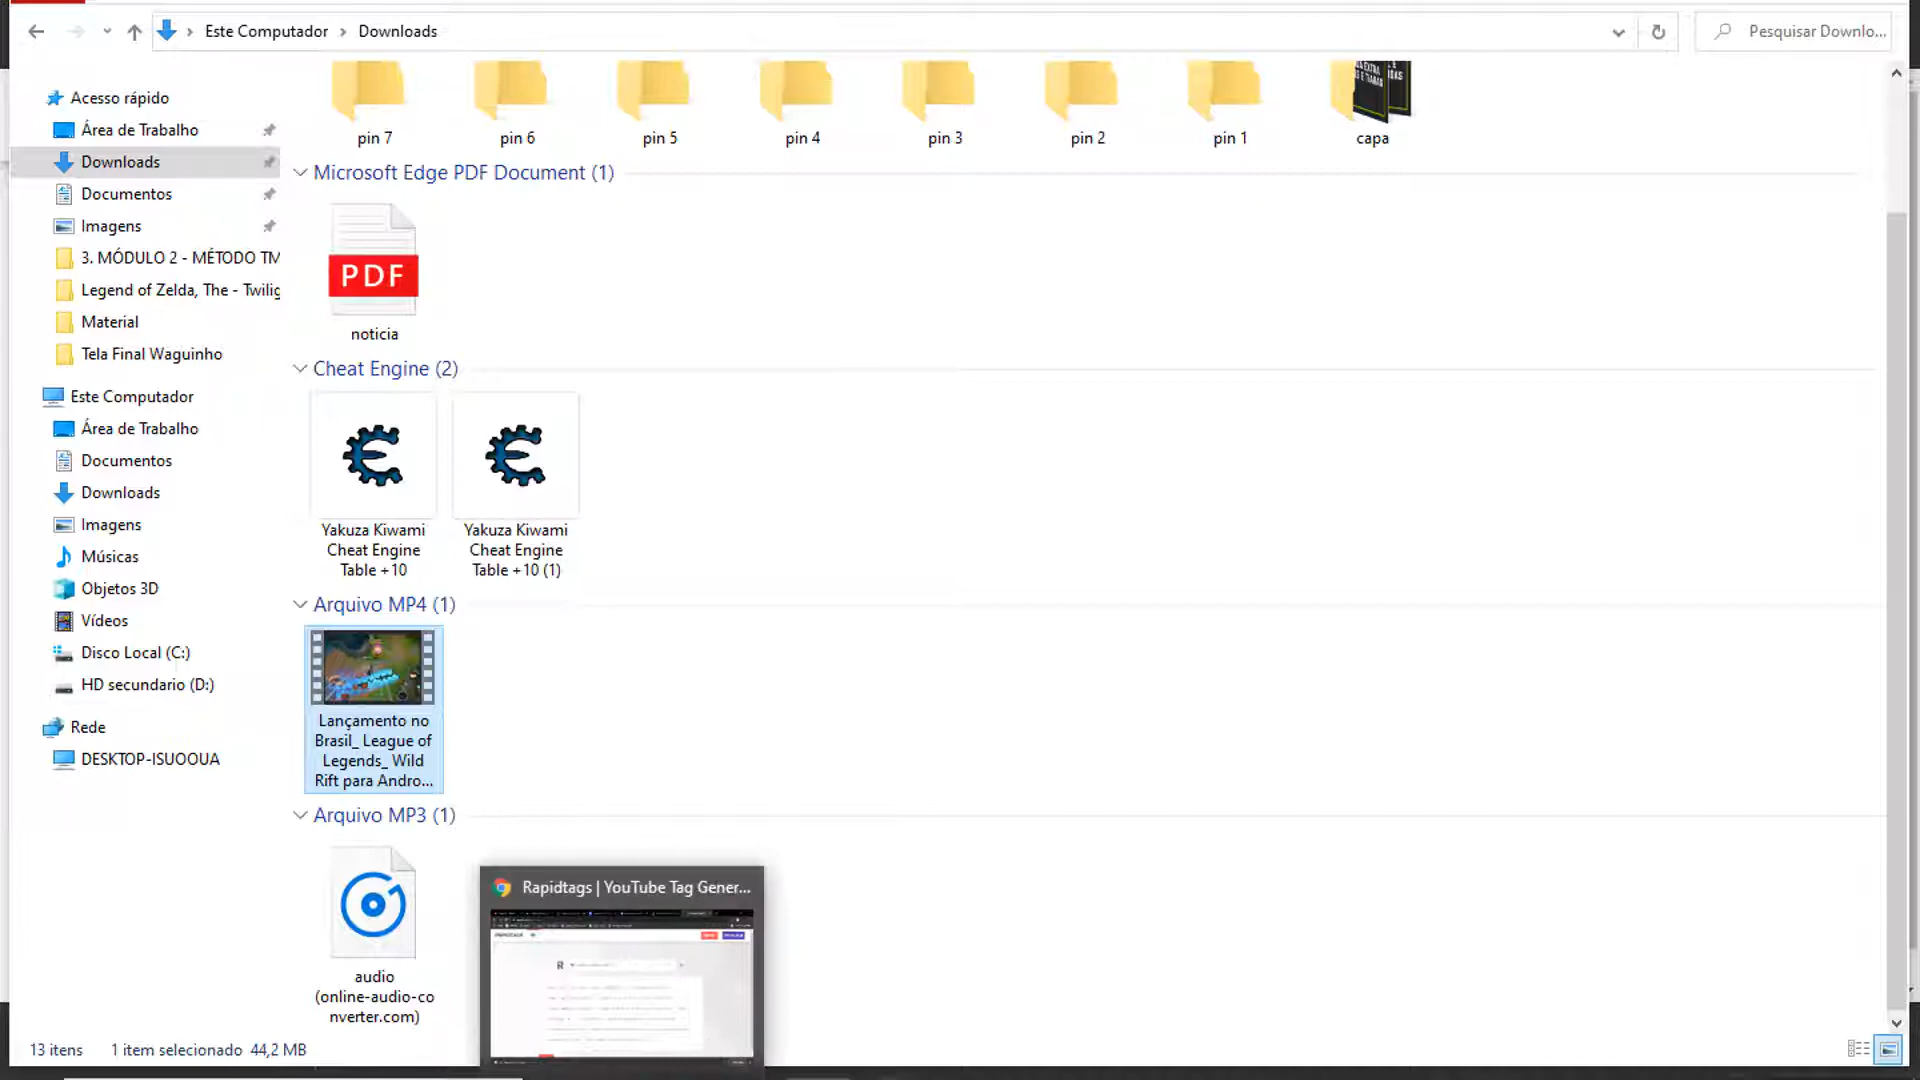 Este Computador
Downloads
Pesquisar Downlo...
Acesso rápido
Área de Trabalho
Downloads
Documentos
Imagens
3. MÓDULO 2 - MÉTODO TM
Legend of Zelda, The - Twilig
Material
Tela Final Waguinho
Este Computador
Área de Trabalho
Documentos
Downloads
Imagens
Músicas
Objetos 3D
Vídeos
Disco Local (C:)
HD secundario (D:)
Rede
DESKTOP-ISUOOUA
pin 7
pin 6
pin 5
pin 4
pin 3
pin 2
pin 1
capa
Microsoft Edge PDF Document (1)
PDF
noticia
Cheat Engine (2)
Yakuza Kiwami
Cheat Engine
Table +10
Yakuza Kiwami
Cheat Engine
Table +10 (1)
Arquivo MP4 (1)
Lançamento no
Brasil_ League of
Legends_ Wild
Rift para Andro...
Arquivo MP3 (1)
audio
(online-audio-co
nverter.com)
Rapidtags | YouTube Tag Gener...
13 itens
1 item selecionado 44,2 MB